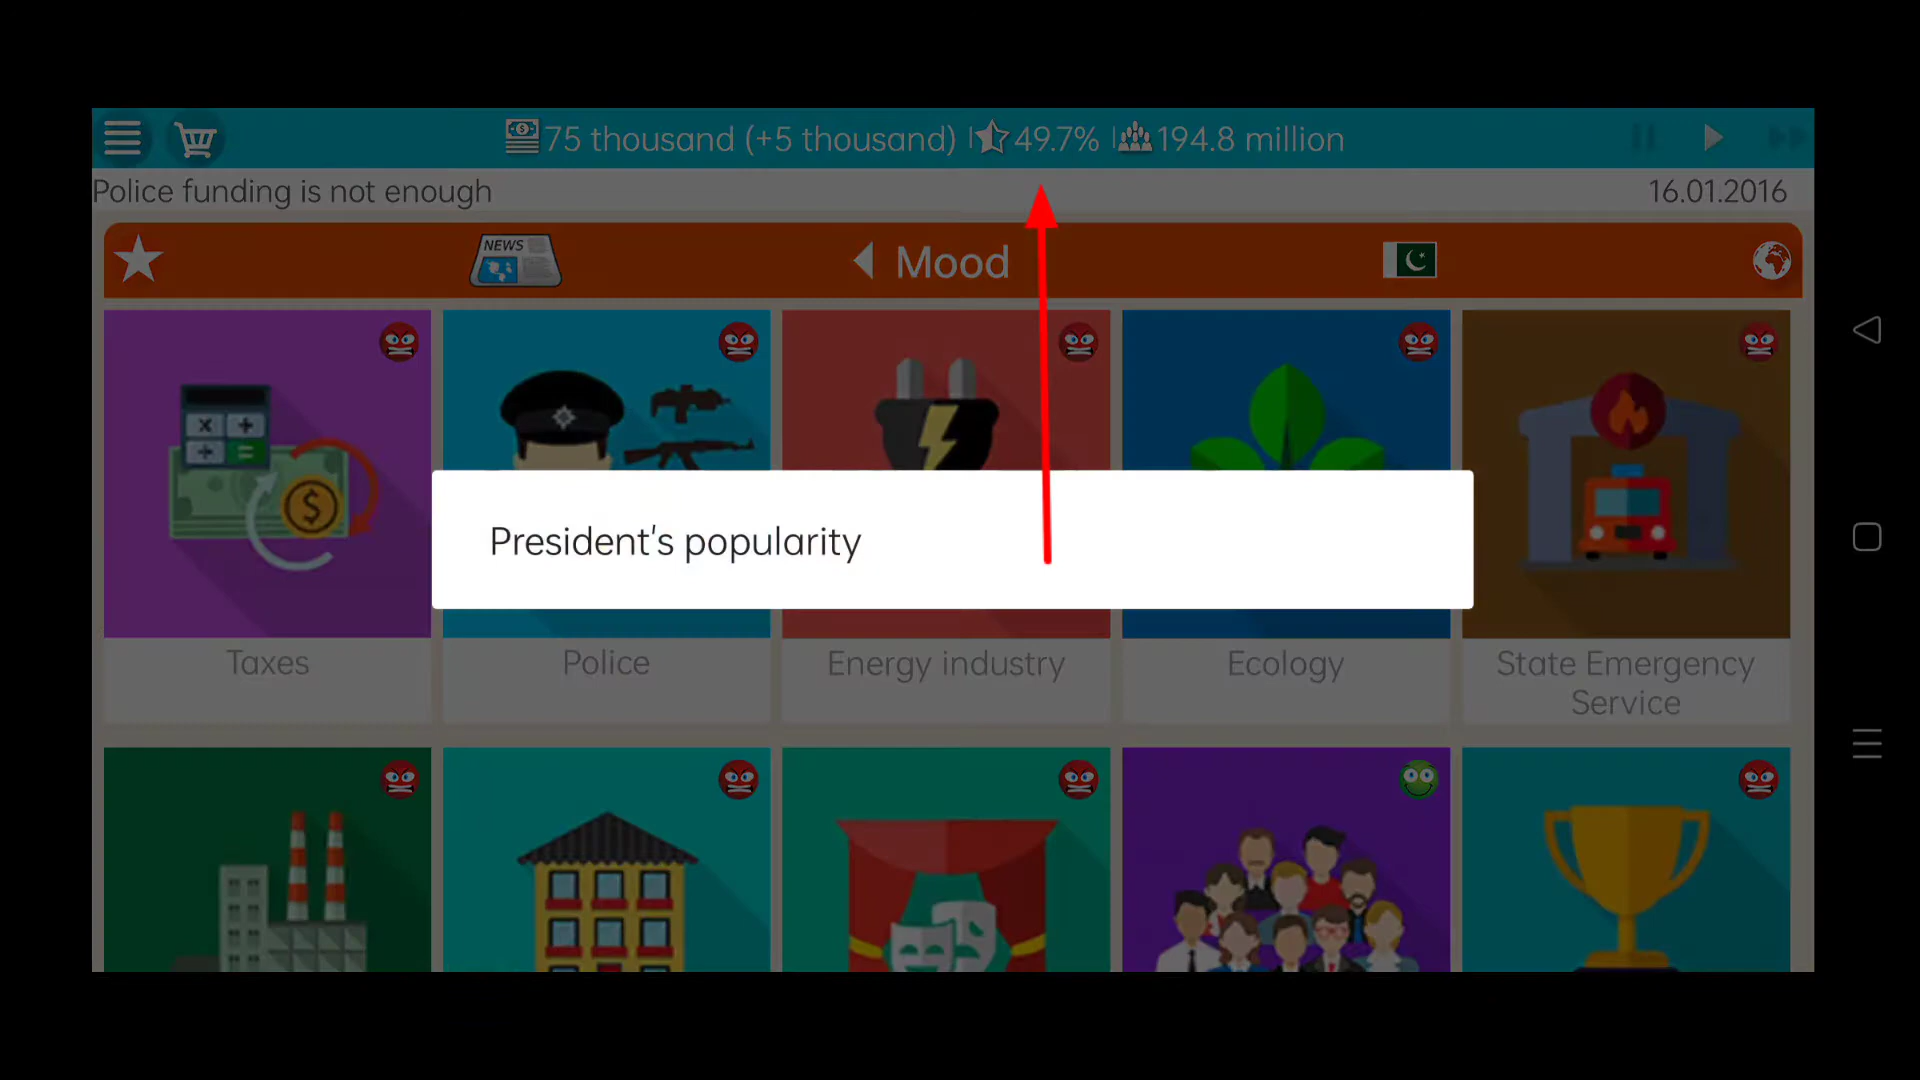 75 thousand (+5 thousand) 49.7% 194.8 million
Police funding is not enough 16.01.2016
NEWS Mood
President's popularity
Taxes Police Energy industry Ecology State Emergency
Service